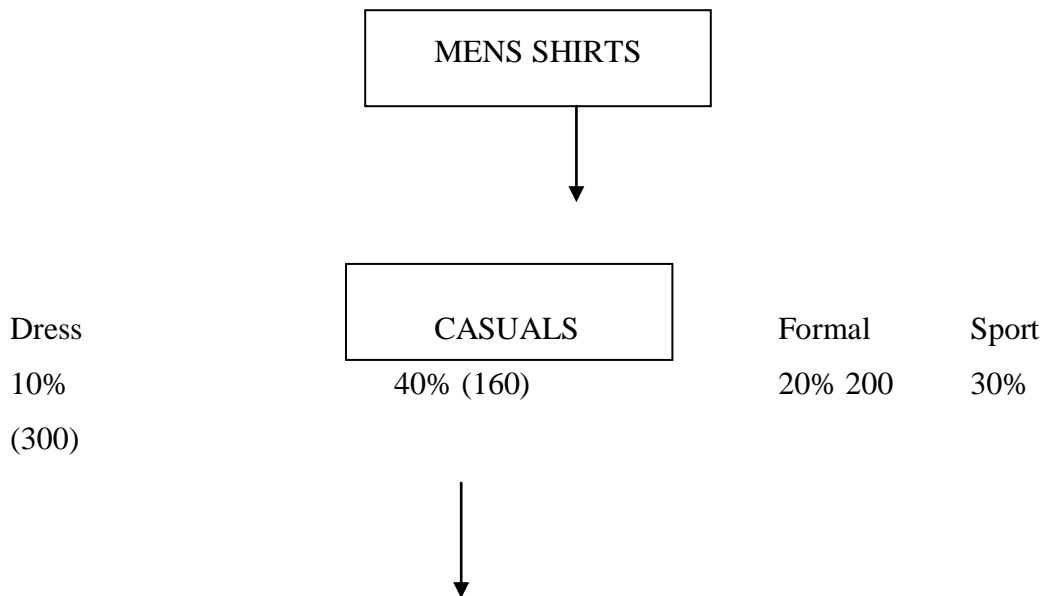 MENS SHIRTS
Dress CASUALS Formal Sport
10% 40% (160) 20% 200 30%
(300)